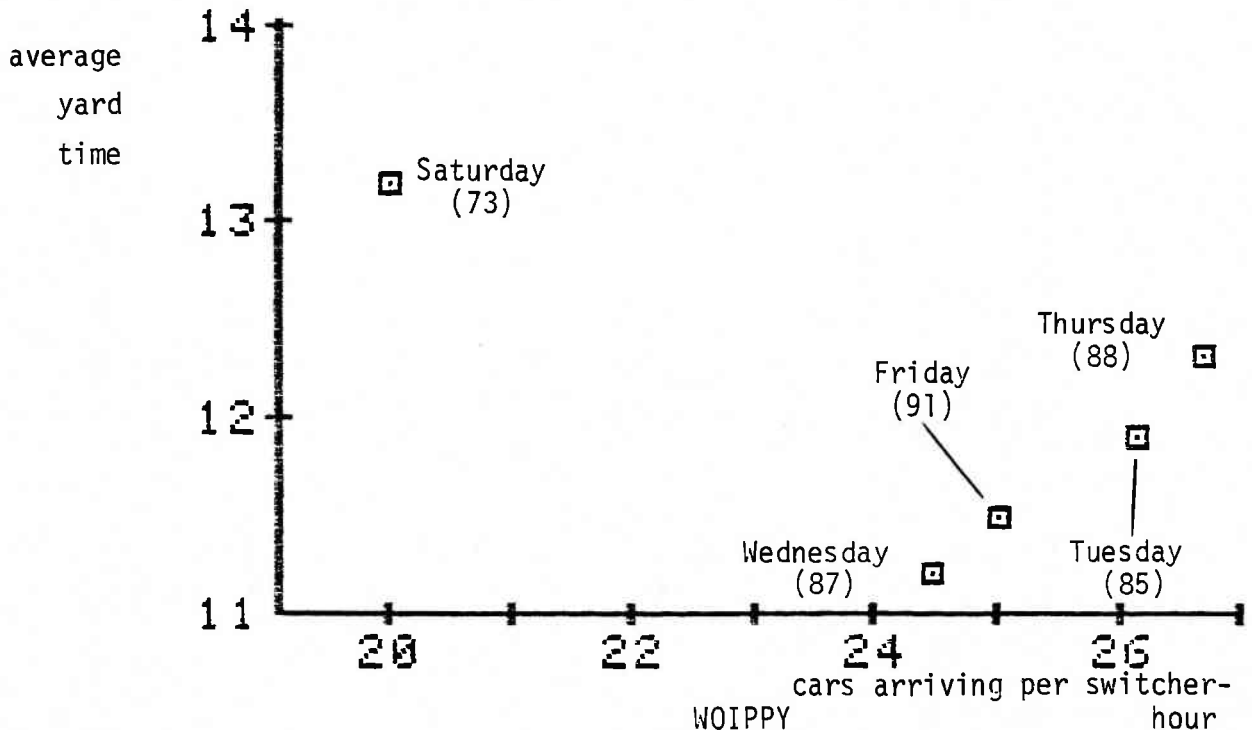 14
average
yard
time
Saturday
(73)
13
Thursday
(88)
Friday
(91)
12
Wednesday
(87)
Tuesday
(85)
11
20 22 24 26
cars arriving per switcher-
WOIPPY hour